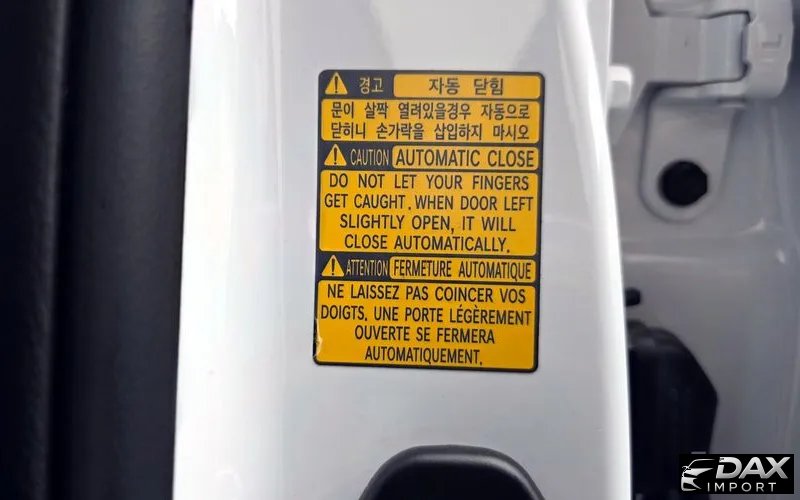 경고 자동 닫힘
문이 살짝 열려있을경우 자동으로
닫히니 손가락을 삽입하지 마시오
CAUTION AUTOMATIC CLOSE
DO NOT LET YOUR FINGERS
GET CAUGHT. WHEN DOOR LEFT
SLIGHTLY OPEN, IT WILL
CLOSE AUTOMATICALLY.
ATTENTION FERMETURE AUTOMATIQUE
NE LAISSEZ PAS COINCER VOS
DOIGTS. UNE PORTE LÉGÈREMENT
OUVERTE SE FERMERA
AUTOMATIQUEMENT.
L
DAX
IMPORT